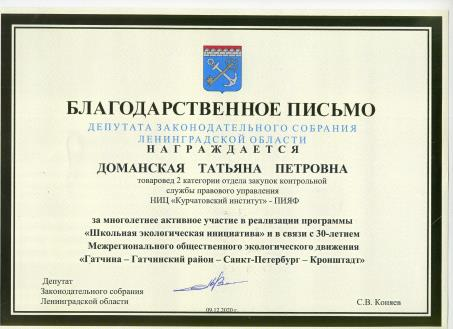 БЛАГОДАРСТВЕННОЕ ПИСЬМО
ДЕПУТАТА ЗАКОНОДАТЕЛЬНОГО СОБРАНИЯ
ЛЕНИНГРАДСКОЙ ОБЛАСТИ
НАГРАЖДАЕТСЯ
ДОМАНСКАЯ ТАТЬЯНА ПЕТРОВНА
товаровед 2 категории отдела закупок контрольной
службы правового управления
НИЦ «Курчатовский институт» - ПИЯФ
за многолетнее активное участие в реализации программы
«Школьная экологическая инициатива» и в связи с 30-летием
Межрегионального общественного экологического движения
«Гатчина – Гатчинский район – Санкт-Петербург – Кронштадт»
Депутат
Законодательного собрания
Ленинградской области
С.В. Коняев
09.12.2020 г.